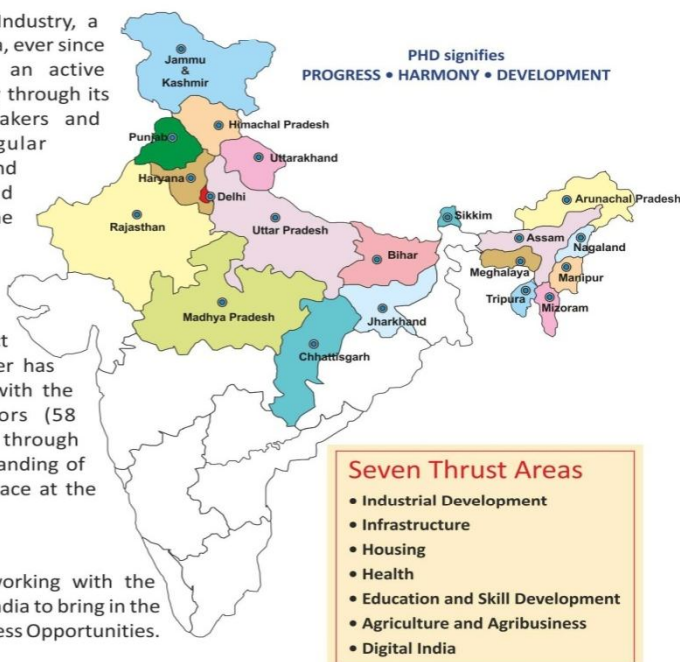 Industry, a
, ever since
an active
through its
akers and
gular
nd
d
ne
ct
er has
with the
ors (58
through
anding of
ace at the
working with the
ndia to bring in the
ess Opportunities.
PHD signifies
PROGRESS • HARMONY • DEVELOPMENT
Jammu
&
Kashmir
Himachal Pradesh
Punjab
Uttarakhand
Haryana
Delhi
Rajasthan
Uttar Pradesh
Bihar
Sikkim
Arunachal Pradesh
Assam
Nagaland
Meghalaya
Manipur
Tripura
Mizoram
Madhya Pradesh
Jharkhand
Chhattisgarh
Seven Thrust Areas
• Industrial Development
• Infrastructure
• Housing
• Health
• Education and Skill Development
• Agriculture and Agribusiness
• Digital India